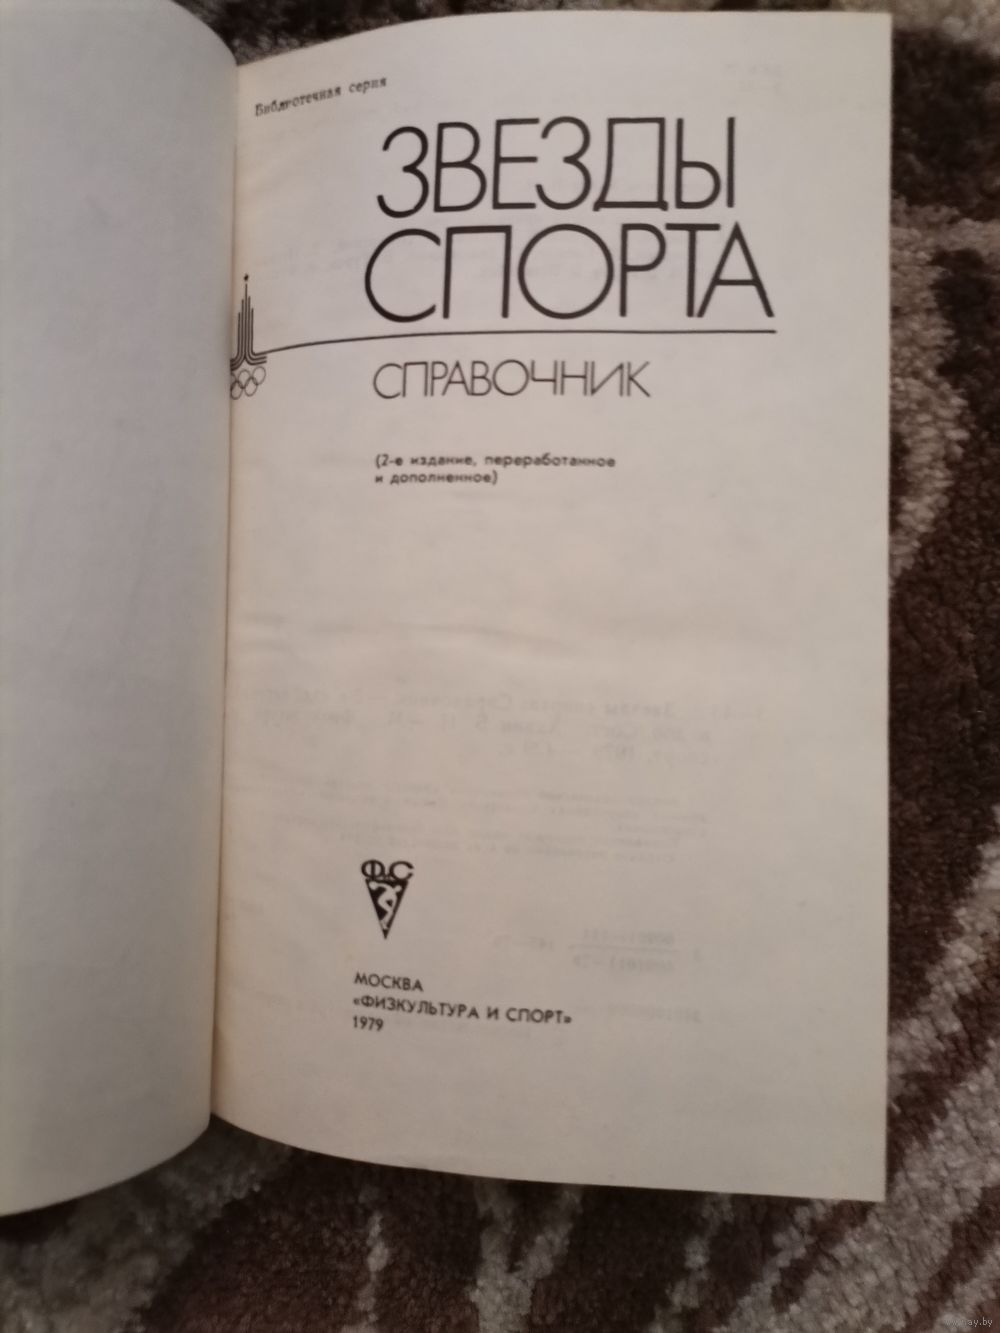 Библиотечная серия
ЗВЕЗДЫ
СПОРТА
СПРАВОЧНИК
(2-е издание, переработанное
и дополненное)
ФиС
МОСКВА
«ФИЗКУЛЬТУРА И СПОРТ»
1979